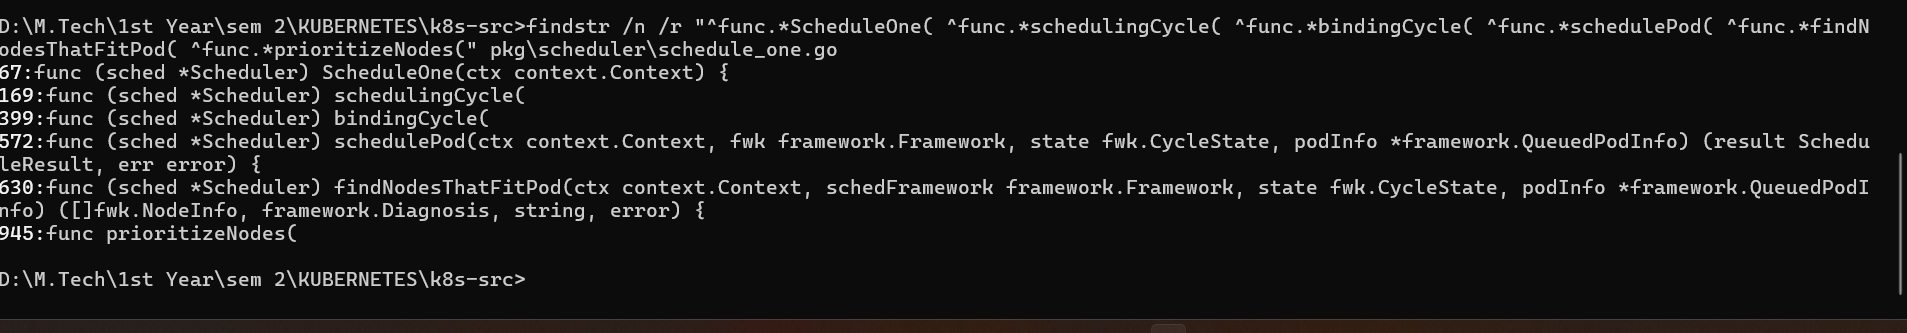 D:\M.Tech\1st Year\sem 2\KUBERNETES\k8s-src>findstr /n /r "^func.*ScheduleOne( ^func.*schedulingCycle( ^func.*bindingCycle( ^func.*schedulePod( ^func.*findN
odesThatFitPod( ^func.*prioritizeNodes(" pkg\scheduler\schedule_one.go
67:func (sched *Scheduler) ScheduleOne(ctx context.Context) {
169:func (sched *Scheduler) schedulingCycle(
399:func (sched *Scheduler) bindingCycle(
572:func (sched *Scheduler) schedulePod(ctx context.Context, fwk framework.Framework, state fwk.CycleState, podInfo *framework.QueuedPodInfo) (result Schedu
leResult, err error) {
630:func (sched *Scheduler) findNodesThatFitPod(ctx context.Context, schedFramework framework.Framework, state fwk.CycleState, podInfo *framework.QueuedPodI
nfo) ([]fwk.NodeInfo, framework.Diagnosis, string, error) {
945:func prioritizeNodes(
D:\M.Tech\1st Year\sem 2\KUBERNETES\k8s-src>